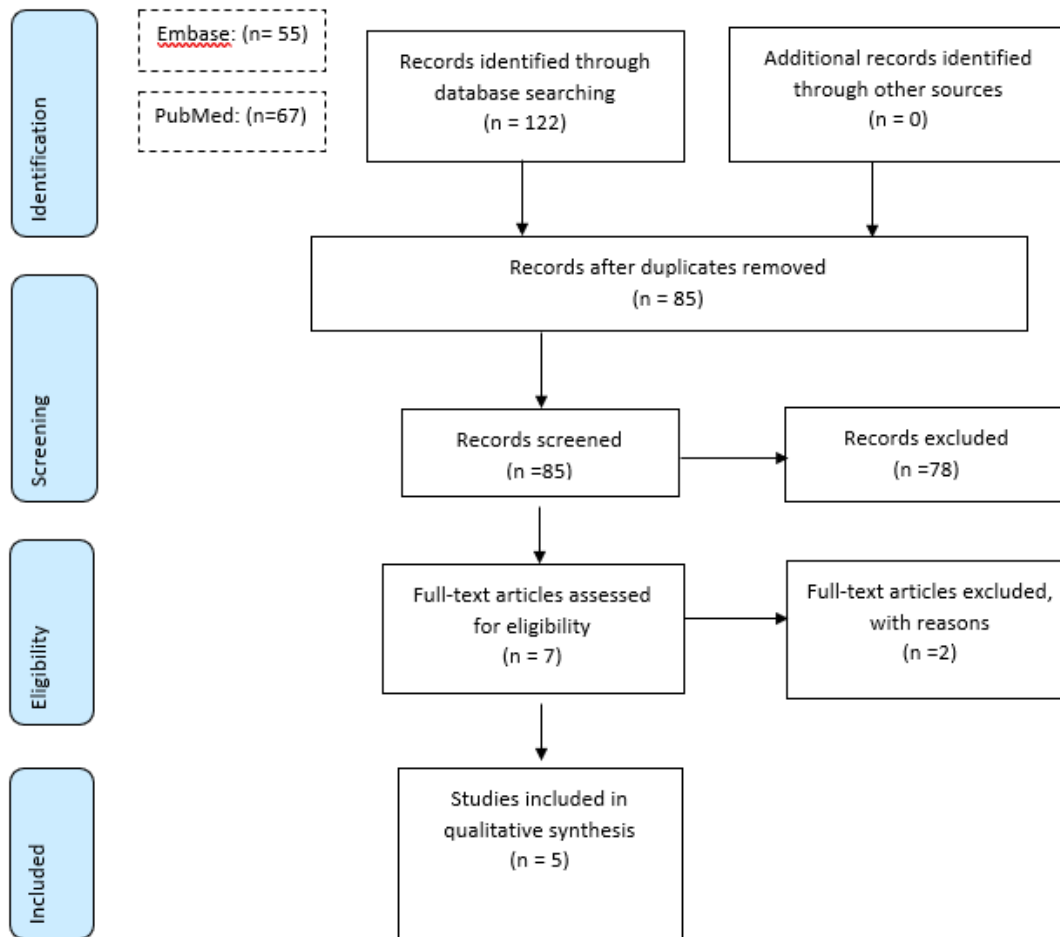 Embase: (n= 55)
PubMed: (n=67)
Records identified through
database searching
(n = 122)
Additional records identified
through other sources
(n = 0)
Identification
Records after duplicates removed
(n = 85)
Screening
Records screened
(n =85)
Records excluded
(n =78)
Eligibility
Full-text articles assessed
for eligibility
(n = 7)
Full-text articles excluded,
with reasons
(n =2)
Included
Studies included in
qualitative synthesis
(n = 5)